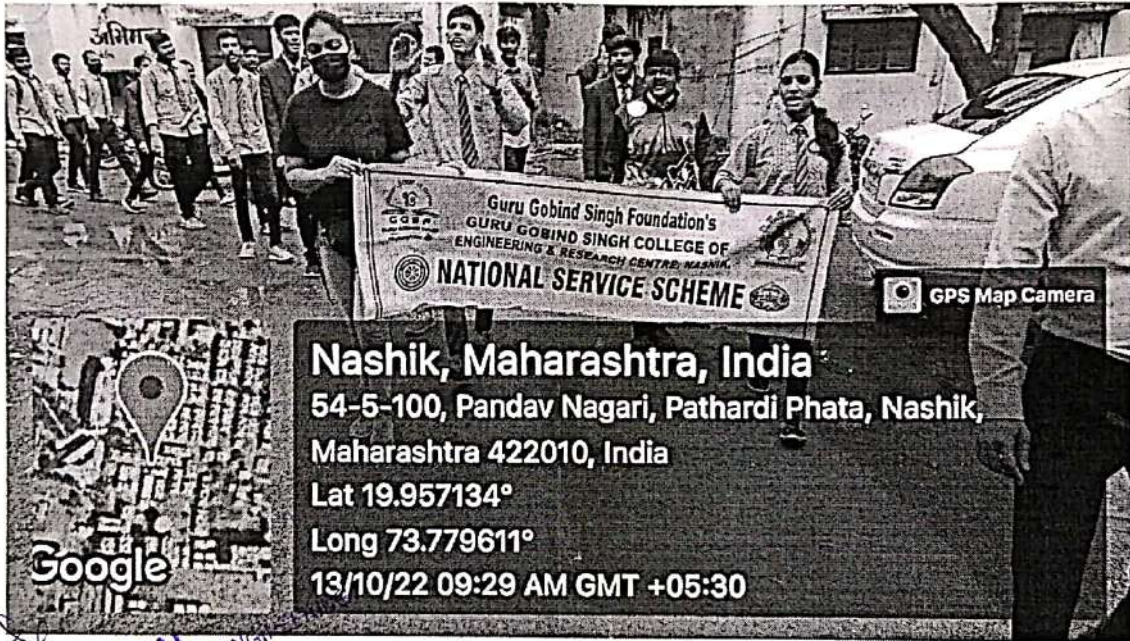 अभिम
Guru Gobind Singh Foundation's
GURU GOBIND SINGH COLLEGE OF
ENGINEERING & RESEARCH CENTRE, NASHIK.
NATIONAL SERVICE SCHEME
GPS Map Camera
Nashik, Maharashtra, India
54-5-100, Pandav Nagari, Pathardi Phata, Nashik,
Maharashtra 422010, India
Lat 19.957134°
Long 73.779611°
13/10/22 09:29 AM GMT +05:30
Google